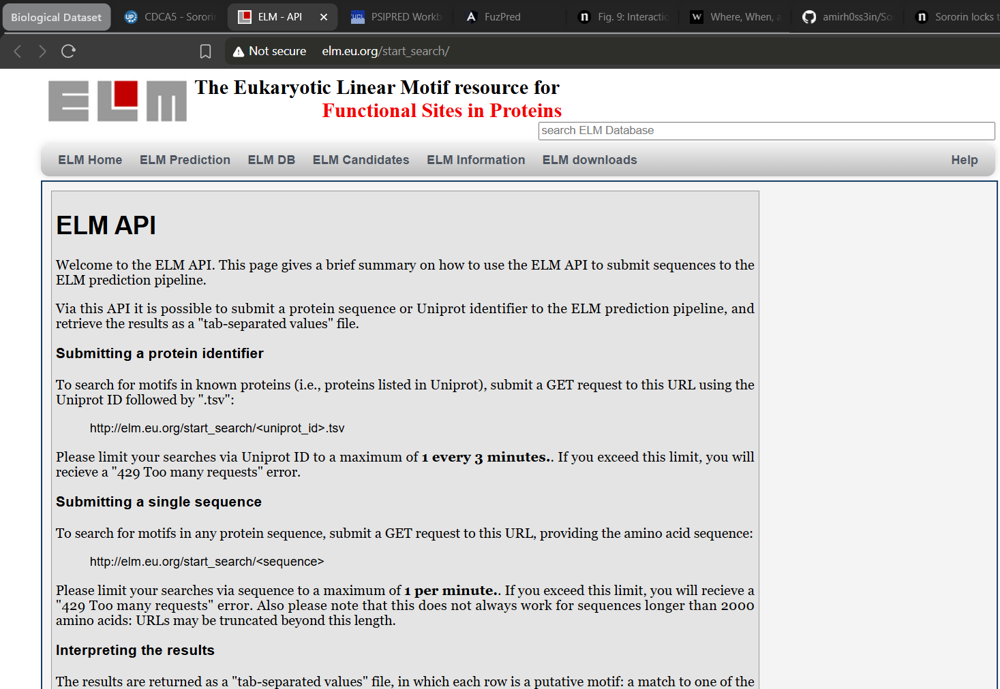 Biological Dataset
CDCA5 - Sororin
ELM - API
PSIPRED Workb
FuzPred
Fig. 9: Interactic
Where, When, a
amirh0ss3in/So
Sororin locks t
Not secure elm.eu.org/start_search/
ELM
The Eukaryotic Linear Motif resource for
Functional Sites in Proteins
search ELM Database
ELM Home ELM Prediction ELM DB ELM Candidates ELM Information ELM downloads Help
ELM API
Welcome to the ELM API. This page gives a brief summary on how to use the ELM API to submit sequences to the
ELM prediction pipeline.
Via this API it is possible to submit a protein sequence or Uniprot identifier to the ELM prediction pipeline, and
retrieve the results as a "tab-separated values" file.
Submitting a protein identifier
To search for motifs in known proteins (i.e., proteins listed in Uniprot), submit a GET request to this URL using the
Uniprot ID followed by ".tsv":
http://elm.eu.org/start_search/<uniprot_id>.tsv
Please limit your searches via Uniprot ID to a maximum of 1 every 3 minutes.. If you exceed this limit, you will
recieve a "429 Too many requests" error.
Submitting a single sequence
To search for motifs in any protein sequence, submit a GET request to this URL, providing the amino acid sequence:
http://elm.eu.org/start_search/<sequence>
Please limit your searches via sequence to a maximum of 1 per minute.. If you exceed this limit, you will recieve a
"429 Too many requests" error. Also please note that this does not always work for sequences longer than 2000
amino acids: URLs may be truncated beyond this length.
Interpreting the results
The results are returned as a "tab-separated values" file, in which each row is a putative motif: a match to one of the